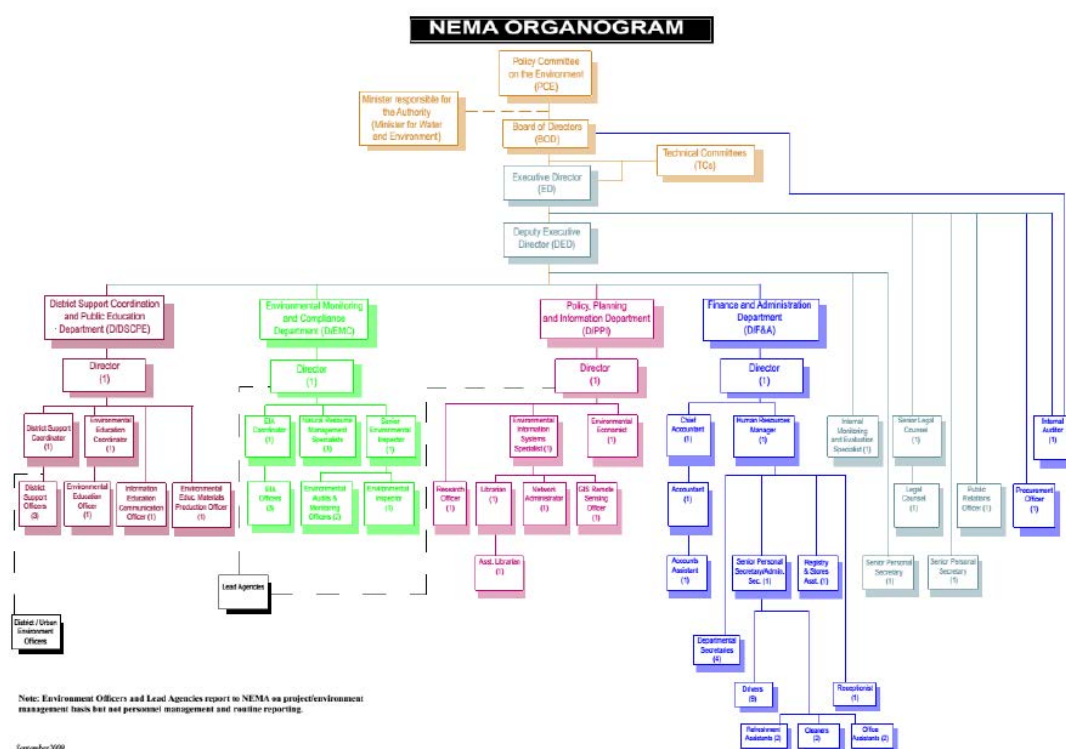 NEMA ORGANOGRAM
Policy Committee
on the Environment
(PCE)
Minister responsible for
the Authority
(Minister for Water
and Environment)
Board of Directors
(BOD)
Technical Committees
(TCs)
Executive Director
(ED)
Deputy Executive
Director (DED)
District Support Coordination
and Public Education
Department (D/DSCPE)
Environmental Monitoring
and Compliance
Department (D/EMC)
Policy, Planning
and Information Department
(D/PPI)
Finance and Administration
Department
(D/F&A)
Director
(1)
Director
(1)
Director
(1)
Director
(1)
District Support
Coordinator
(1)
Environmental
Education
Coordinator
(1)
EIA
Coordinator
(1)
Natural Resource
Management
Specialists
(3)
Senior
Environmental
Inspector
(1)
Environmental
Information
Systems
Specialist (1)
Environmental
Economist
(1)
Chief
Accountant
(1)
Human Resources
Manager
(1)
Internal
Monitoring
and Evaluation
Specialist (1)
Senior Legal
Counsel
(1)
Internal
Auditor
(1)
District
Support
Officers
(3)
Environmental
Education
Officer
(1)
Information
Education
Communication
Officer (1)
Environmental
Educ. Materials
Production Officer
(1)
EIA
Officers
Environmental
Audits &
Monitoring
Officers (2)
Environmental
Inspector
(1)
Research
Officer
(1)
Librarian
(1)
Network
Administrator
(1)
GIS/Remote
Sensing
Officer
(1)
Accountant
(1)
Legal
Counsel
(1)
Public
Relations
Officer (1)
Procurement
Officer
(1)
Asst. Librarian
(1)
Accounts
Assistant
(1)
Senior Personal
Secretary/Admin.
Sec. (1)
Registry
& Stores
Asst. (1)
Senior Personal
Secretary
(1)
Senior Personal
Secretary
(1)
Lead Agencies
District / Urban
Environment
Officers
Departmental
Secretaries
(4)
Drivers
Receptionist
(1)
Refreshment
Assistants (2)
Cleaners
(2)
Office
Assistants (2)
Note: Environment Officers and Lead Agencies report to NEMA on project/environment
management basis but not personnel management and routine reporting.
September